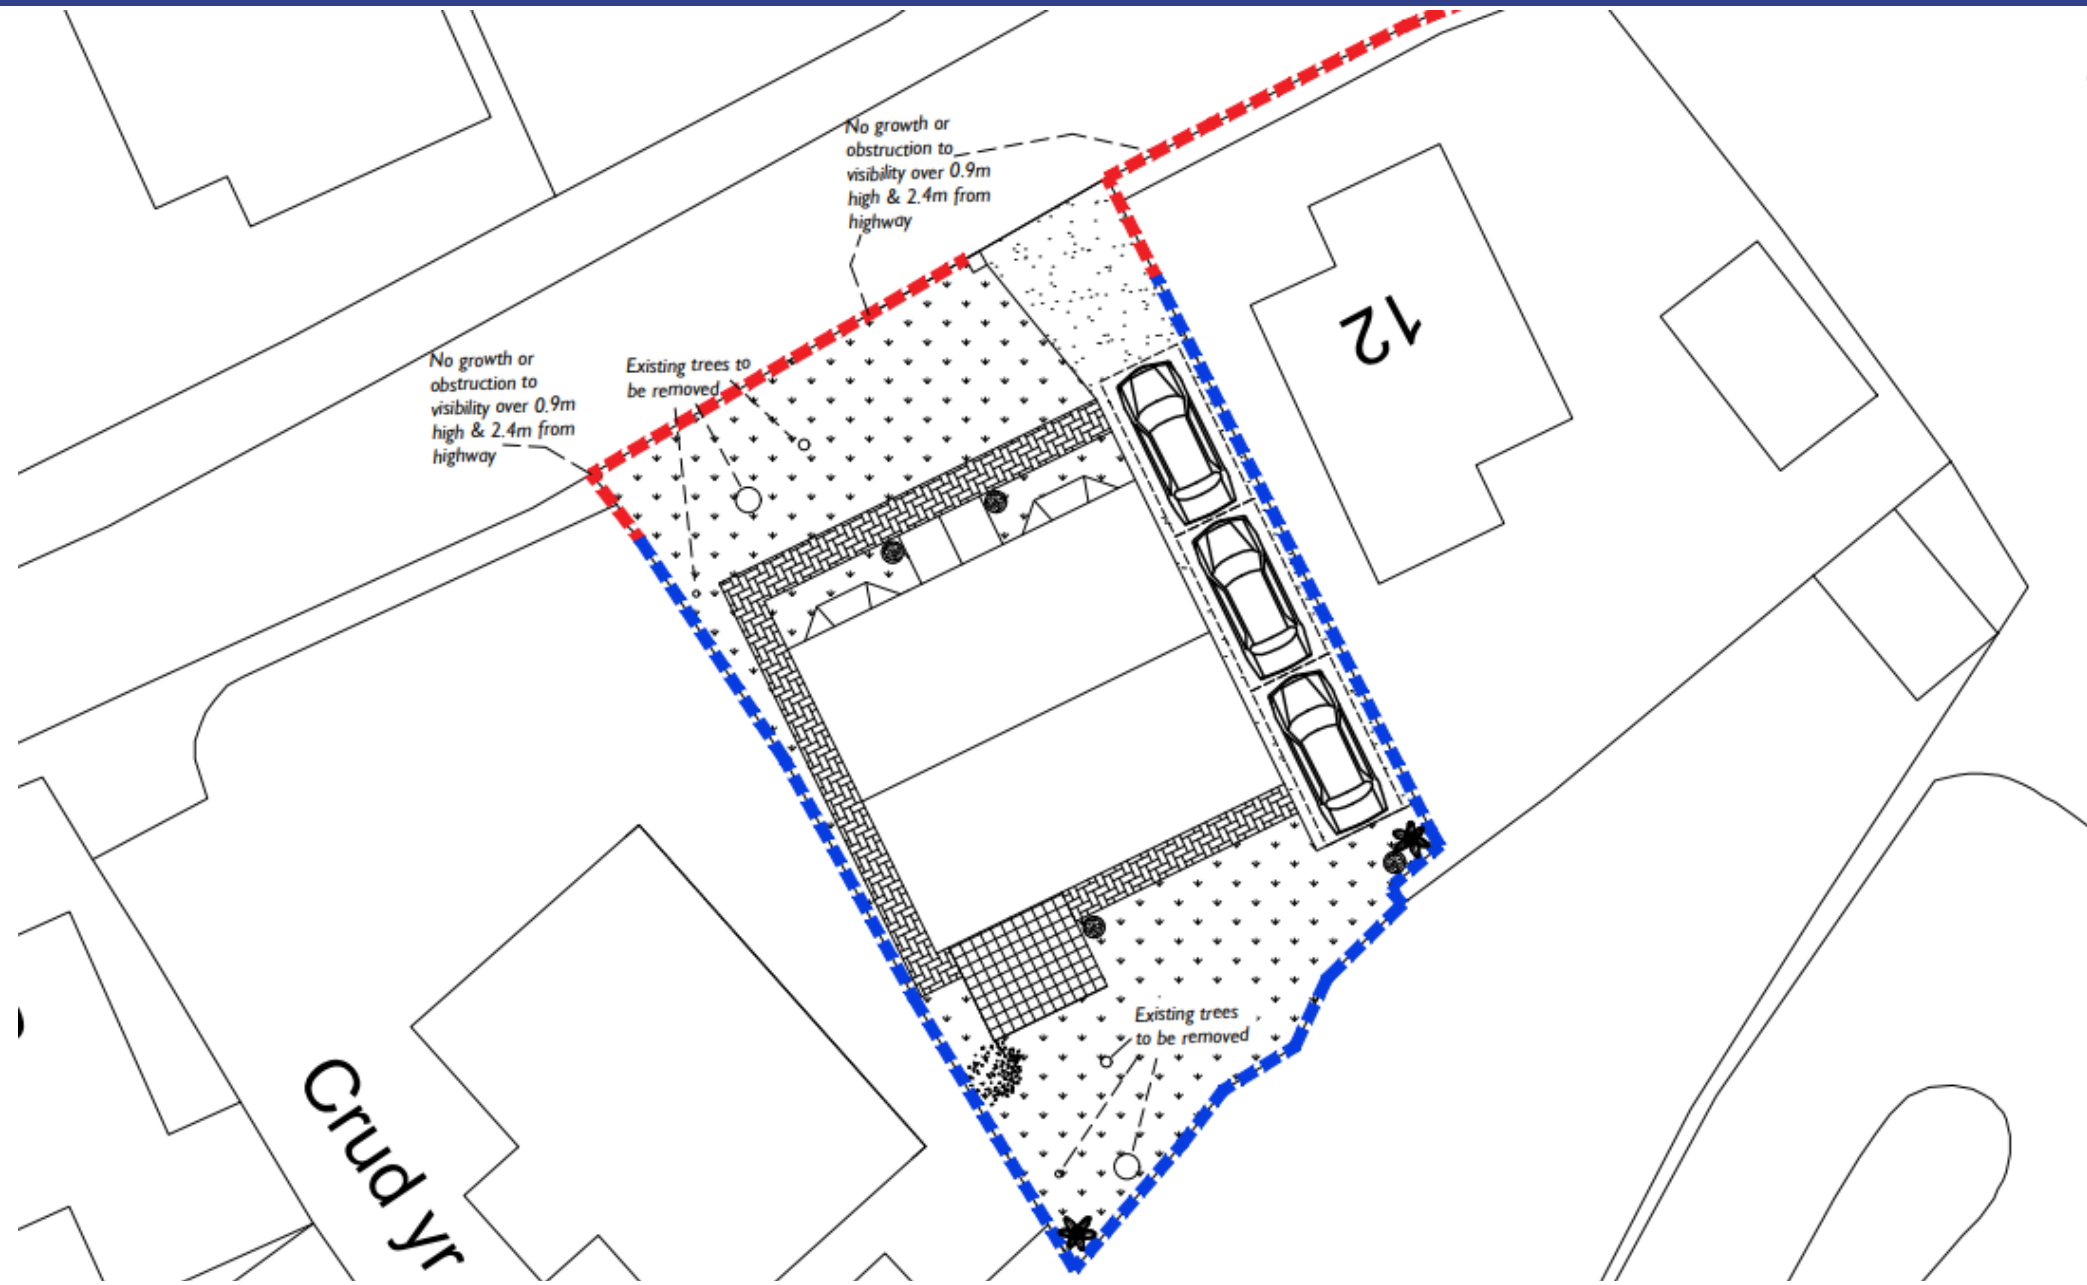 No growth or
obstruction to
visibility over 0.9m
high & 2.4m from
highway
No growth or
obstruction to
visibility over 0.9m
high & 2.4m from
highway
Existing trees to
be removed
12
Existing trees
to be removed
Crud yr